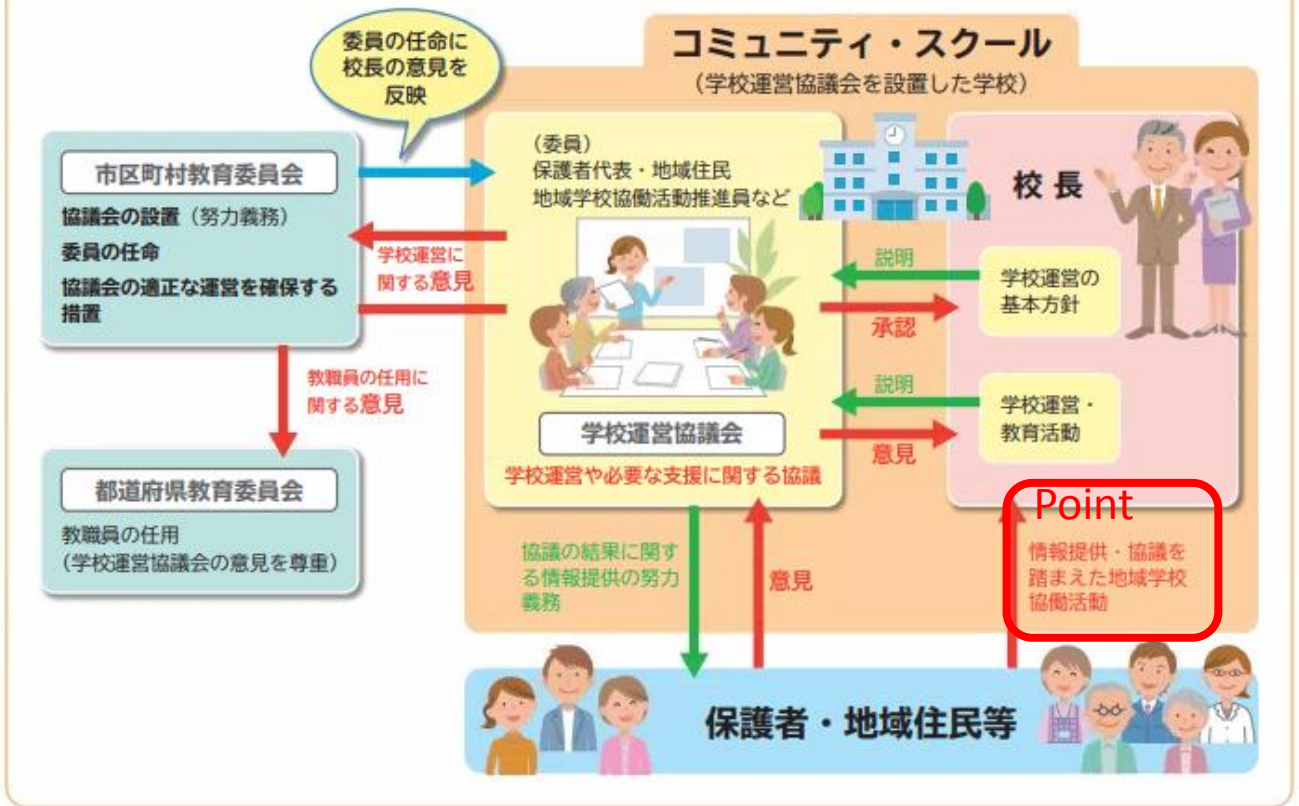 委員の任命に
校長の意見を
反映
コミュニティ・スクール
（学校運営協議会を設置した学校）
市区町村教育委員会
協議会の設置（努力義務）
委員の任命
協議会の適正な運営を確保する
措置
学校運営に
関する意見
教職員の任用に
関する意見
都道府県教育委員会
教職員の任用
（学校運営協議会の意見を尊重）
（委員）
保護者代表・地域住民
地域学校協働活動推進員など
学校運営協議会
学校運営や必要な支援に関する協議
校長
説明
承認
学校運営の
基本方針
説明
意見
学校運営・
教育活動
協議の結果に関す
る情報提供の努力
義務
意見
Point
情報提供・協議を
踏まえた地域学校
協働活動
保護者・地域住民等